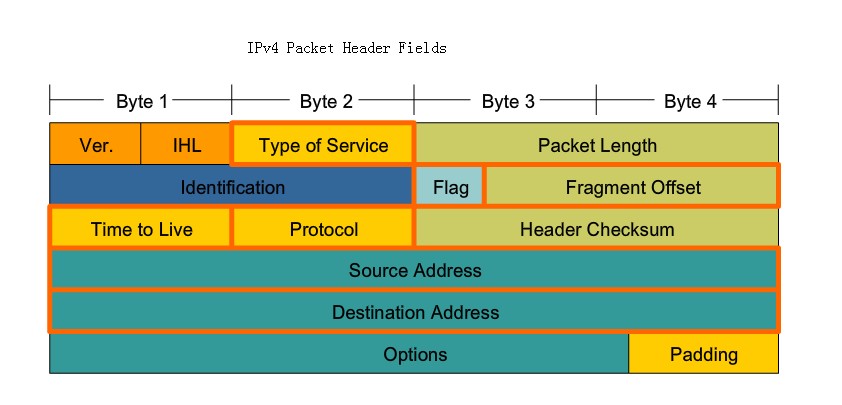 IPv4 Packet Header Fields
Byte 1 Byte 2 Byte 3 Byte 4
Ver. IHL Type of Service Packet Length
Identification Flag Fragment Offset
Time to Live Protocol Header Checksum
Source Address
Destination Address
Options Padding